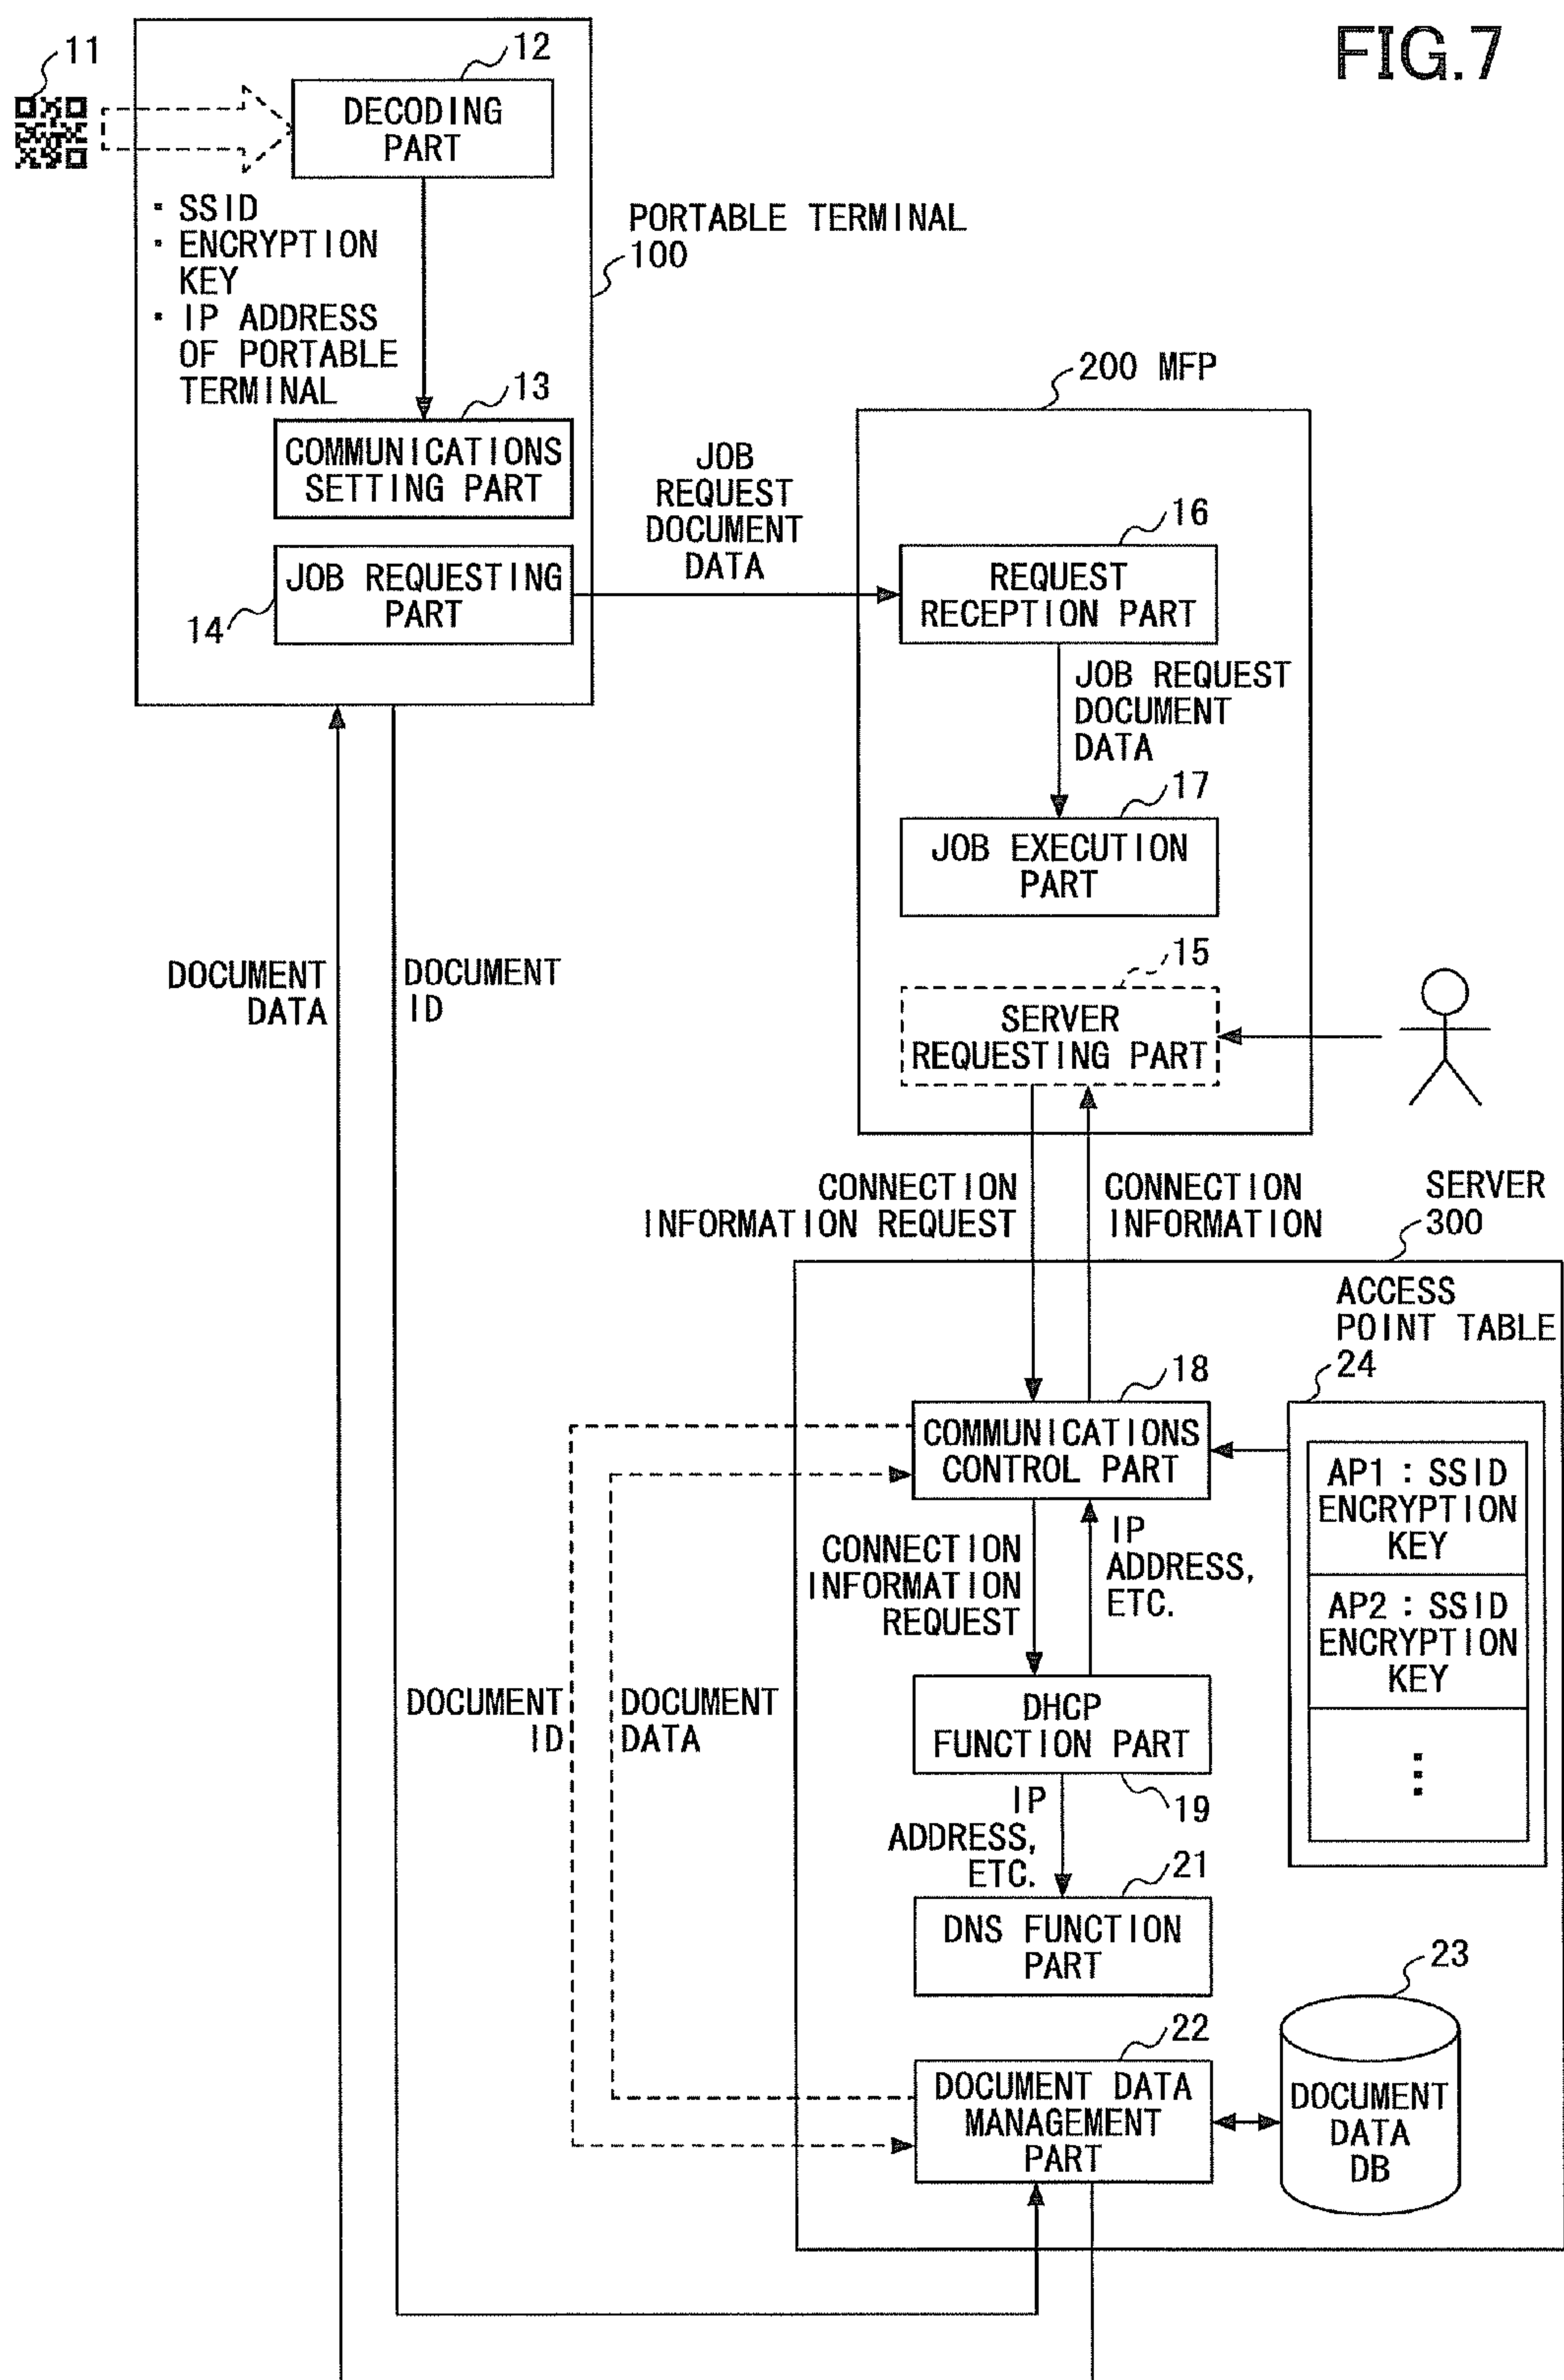 FIG.7
11
12
DECODING
PART
・SSID
・ENCRYPTION
KEY
・IP ADDRESS
OF PORTABLE
TERMINAL
PORTABLE TERMINAL
100
13
COMMUNICATIONS
SETTING PART
JOB REQUESTING
PART
14
JOB
REQUEST
DOCUMENT
DATA
200 MFP
16
REQUEST
RECEPTION PART
JOB REQUEST
DOCUMENT
DATA
17
JOB EXECUTION
PART
15
SERVER
REQUESTING PART
DOCUMENT
DATA
DOCUMENT
ID
CONNECTION
INFORMATION REQUEST
CONNECTION
INFORMATION
SERVER
300
ACCESS
POINT TABLE
24
18
COMMUNICATIONS
CONTROL PART
AP1:SSID
ENCRYPTION
KEY
AP2:SSID
ENCRYPTION
KEY
⋮
CONNECTION
INFORMATION
REQUEST
IP
ADDRESS,
ETC.
DOCUMENT
ID
DOCUMENT
DATA
DHCP
FUNCTION PART
19
IP
ADDRESS,
ETC.
21
DNS FUNCTION
PART
22
DOCUMENT DATA
MANAGEMENT
PART
23
DOCUMENT
DATA
DB